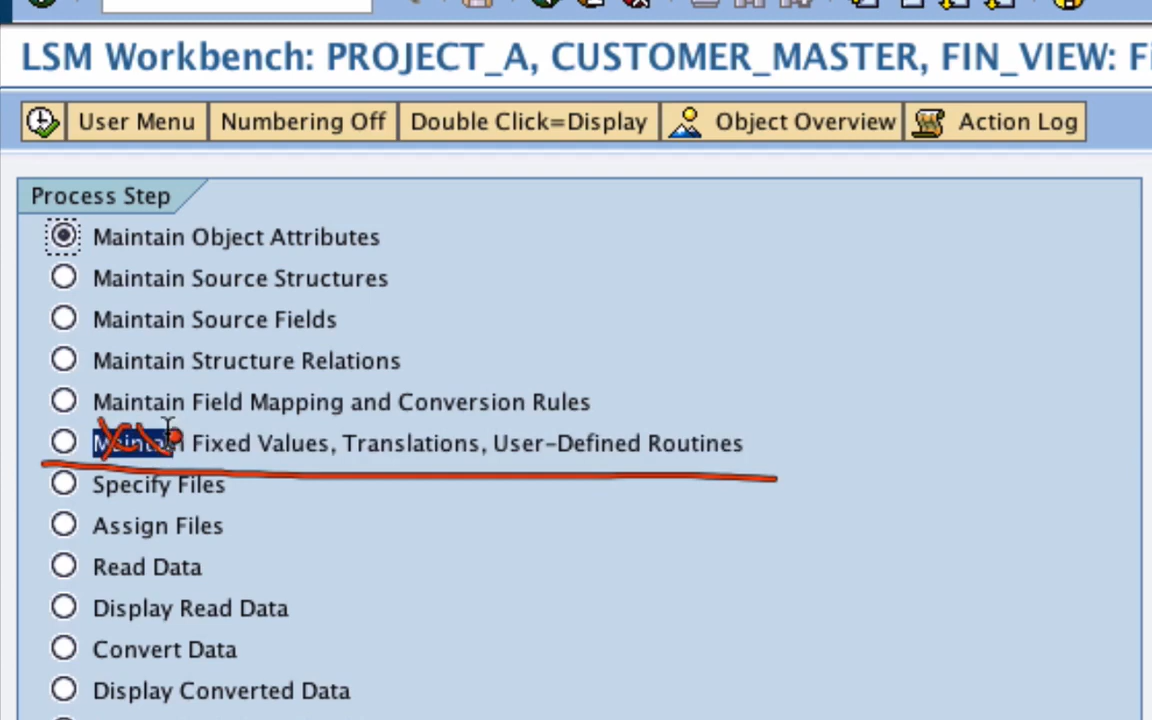 LSM Workbench: PROJECT_A, CUSTOMER_MASTER, FIN_VIEW: Fi
User Menu Numbering Off Double Click=Display Object Overview Action Log
Process Step
Maintain Object Attributes
Maintain Source Structures
Maintain Source Fields
Maintain Structure Relations
Maintain Field Mapping and Conversion Rules
Maintain Fixed Values, Translations, User-Defined Routines
Specify Files
Assign Files
Read Data
Display Read Data
Convert Data
Display Converted Data